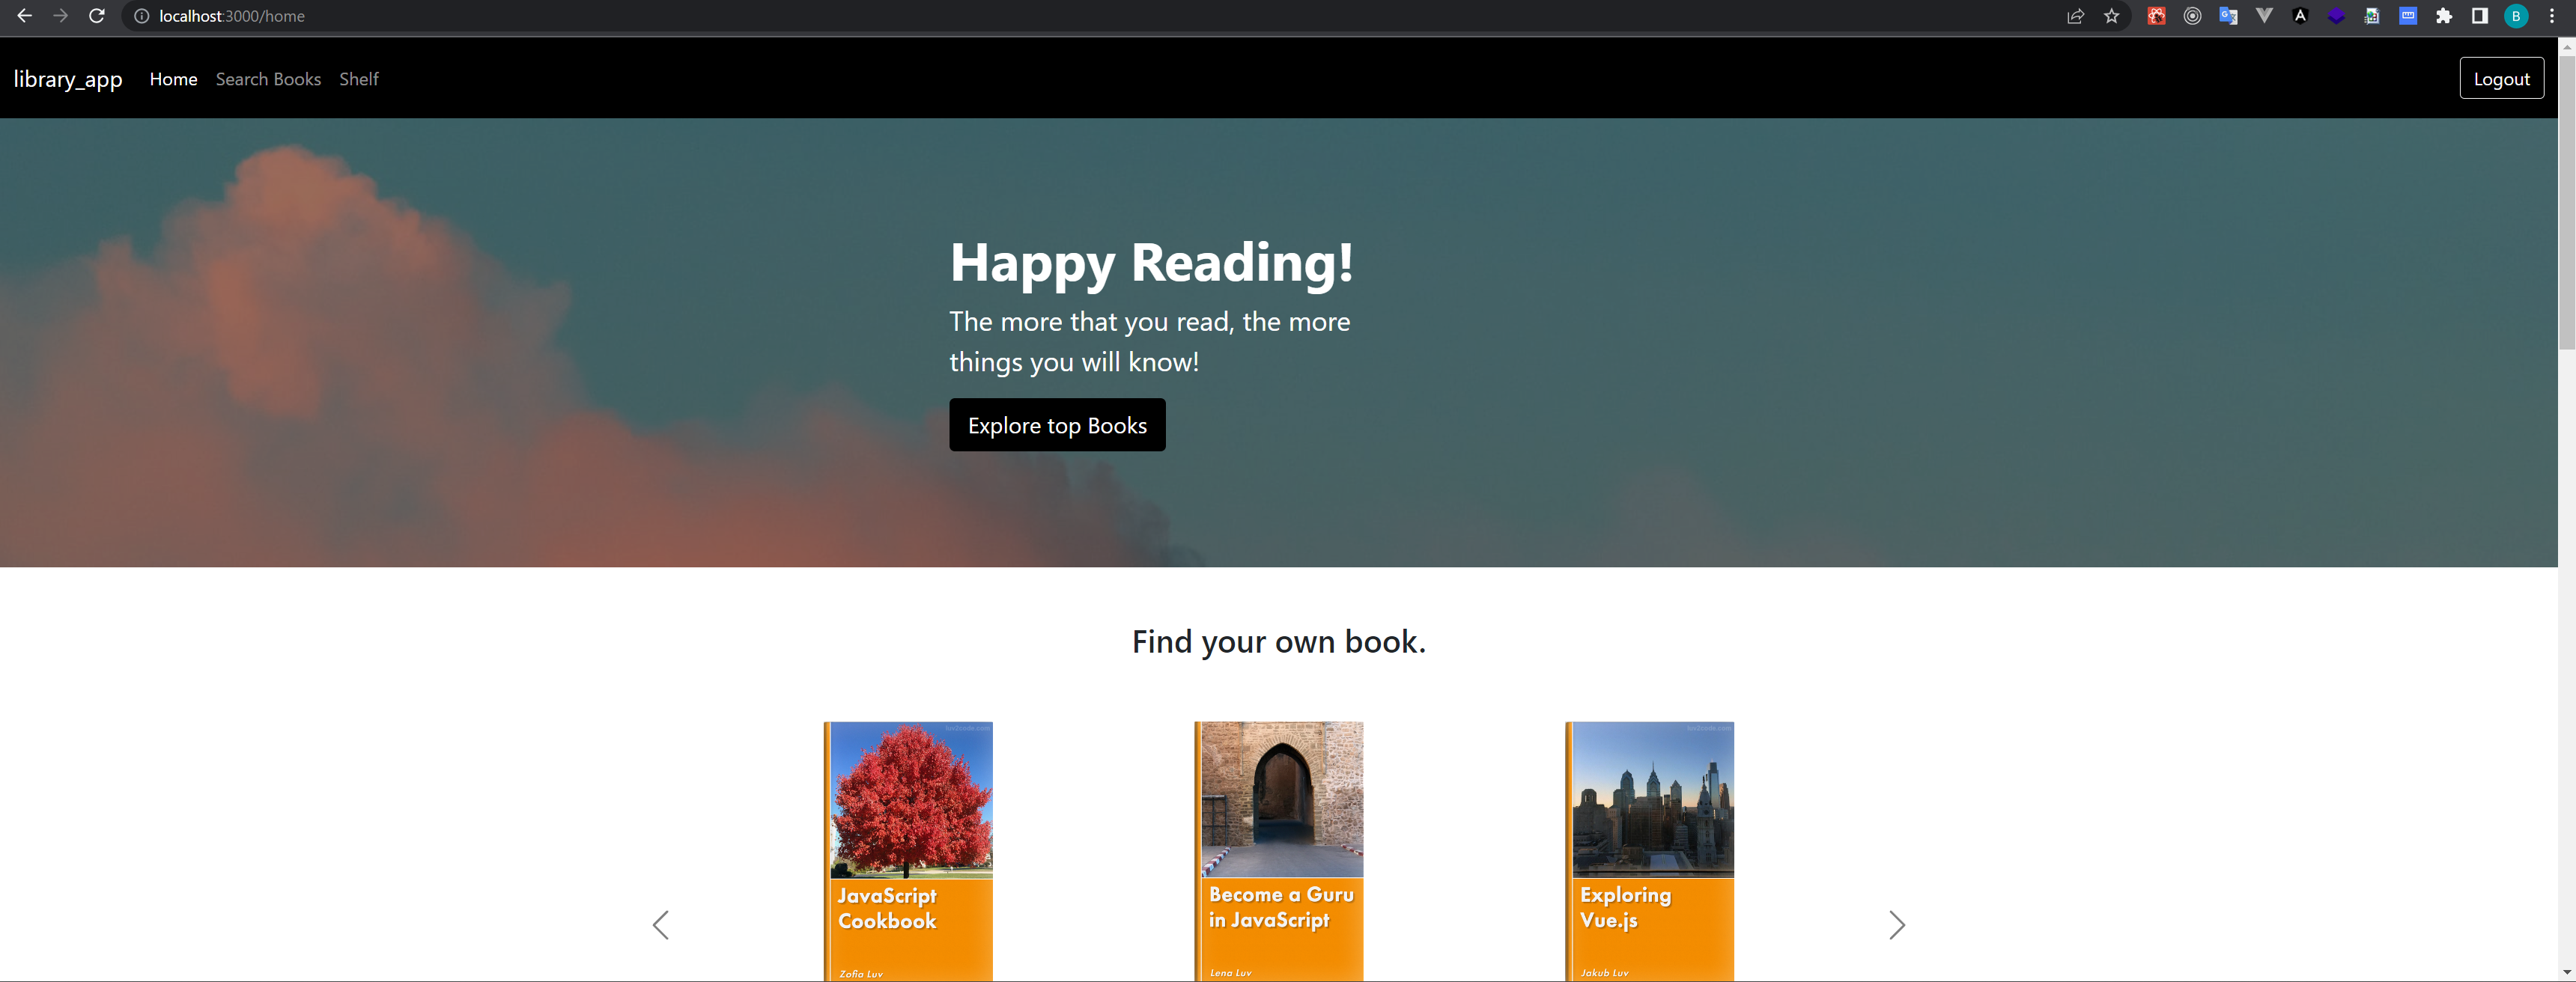 localhost:3000/home
B
library_app Home Search Books Shelf Logout
Happy Reading!
The more that you read, the more
things you will know!
Explore top Books
Find your own book.
JavaScript
Cookbook
Zofia Luv
Become a Guru
in JavaScript
Lena Luv
Exploring
Vue.js
Jakub Luv